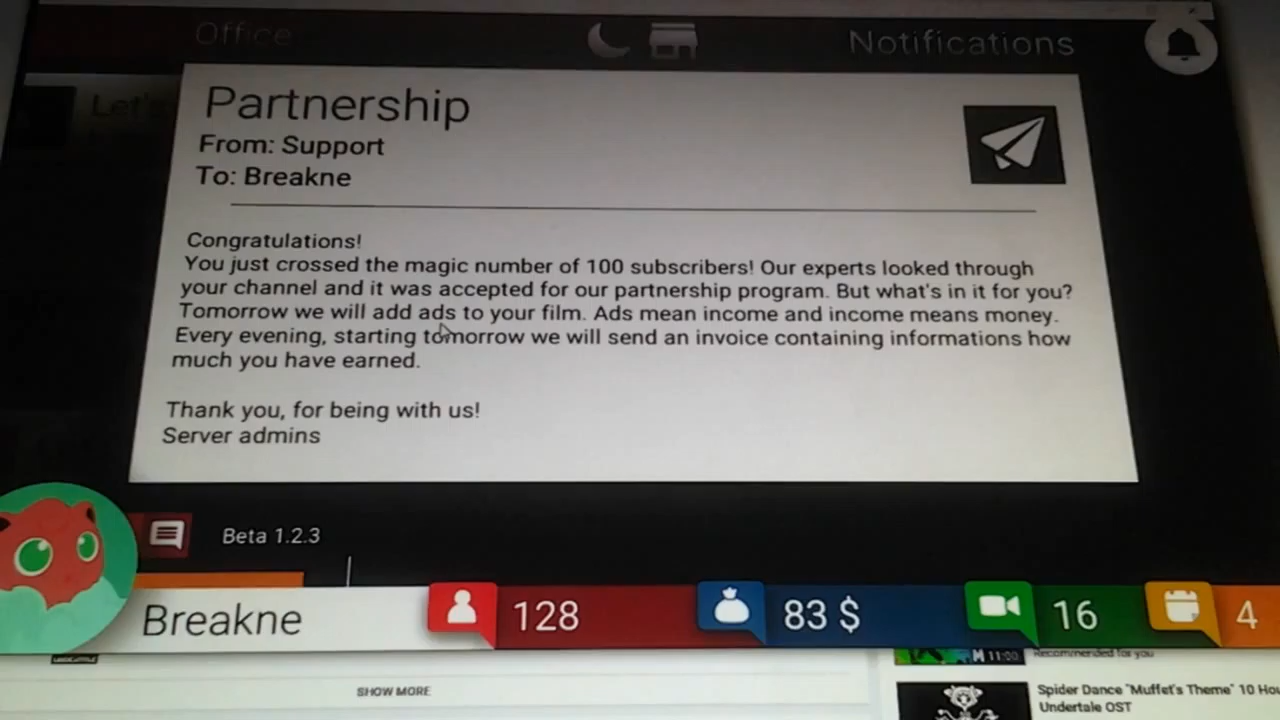 Office
Notifications
Let's
Partnership
From: Support
To: Breakne
Congratulations!
You just crossed the magic number of 100 subscribers! Our experts looked through
your channel and it was accepted for our partnership program. But what's in it for you?
Tomorrow we will add ads to your film. Ads mean income and income means money.
Every evening, starting tomorrow we will send an invoice containing informations how
much you have earned.
Thank you, for being with us!
Server admins
Beta 1.2.3
Breakne
128
83 $
16
4
11:00
Recommended for you
SHOW MORE
Spider Dance "Muffet's Theme" 10 Hou
Undertale OST